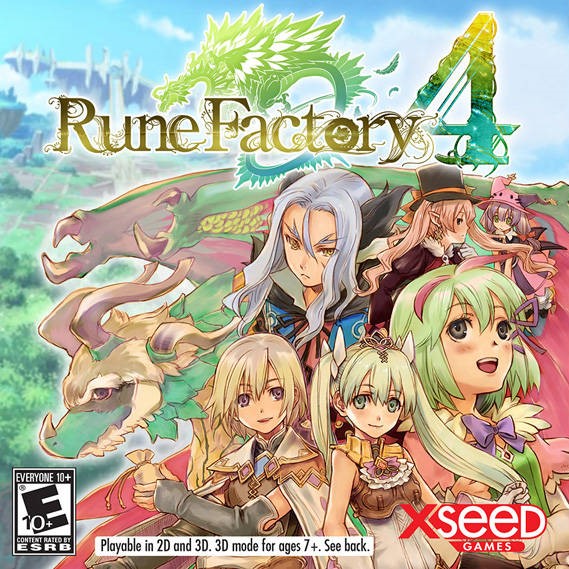 Rune Factory 4
EVERYONE 10+
E
10+
CONTENT RATED BY
ESRB
Playable in 2D and 3D. 3D mode for ages 7+. See back.
XSEED
GAMES